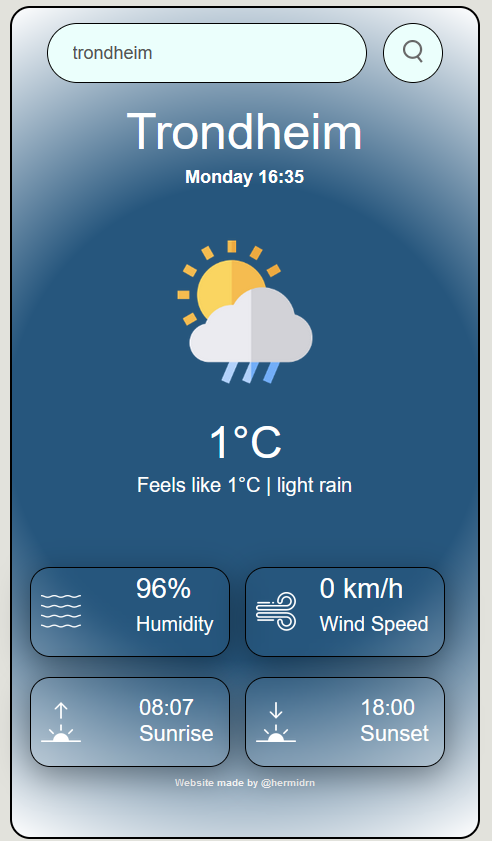 trondheim
Trondheim
Monday 16:35
1°C
Feels like 1°C | light rain
96%
Humidity
0 km/h
Wind Speed
08:07
Sunrise
18:00
Sunset
Website made by @hermidrn